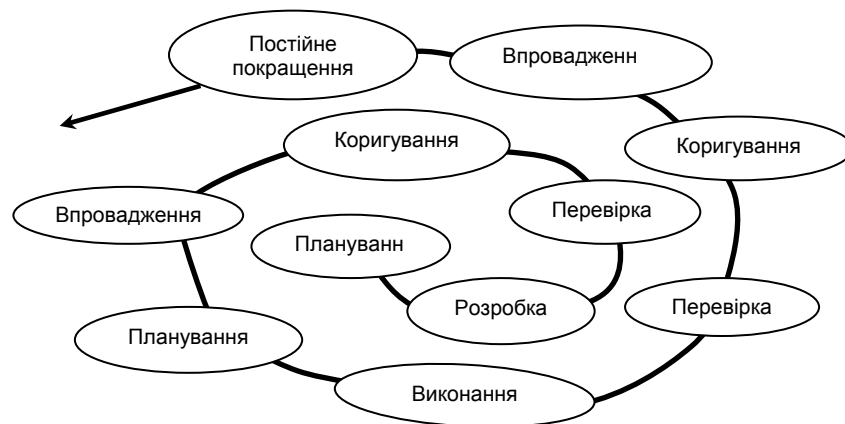 Постійне
покращення
Впровадженн
Коригування
Коригування
Впровадження
Перевірка
Плануванн
Розробка
Перевірка
Планування
Виконання